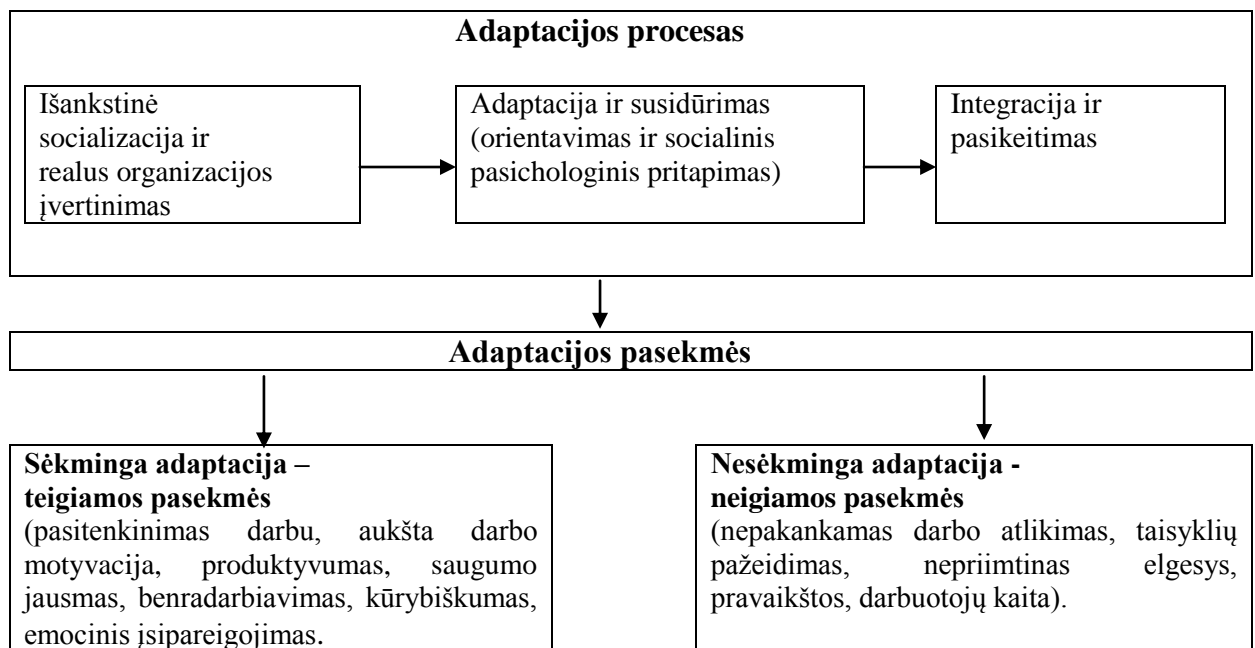 Adaptacijos procesas
Išankstinė
socializacija ir
realus organizacijos
įvertinimas
Adaptacija ir susidūrimas
(orientavimas ir socialinis
pasichologinis pritapimas)
Integracija ir
pasikeitimas
Adaptacijos pasekmės
Sėkminga adaptacija –
teigiamos pasekmės
(pasitenkinimas darbu, aukšta darbo
motyvacija, produktyvumas, saugumo
jausmas, benradarbiavimas, kūrybiškumas,
emocinis įsipareigojimas.
Nesėkminga adaptacija -
neigiamos pasekmės
(nepakankamas darbo atlikimas, taisyklių
pažeidimas, nepriimtinas elgesys,
pravaikštos, darbuotojų kaita).